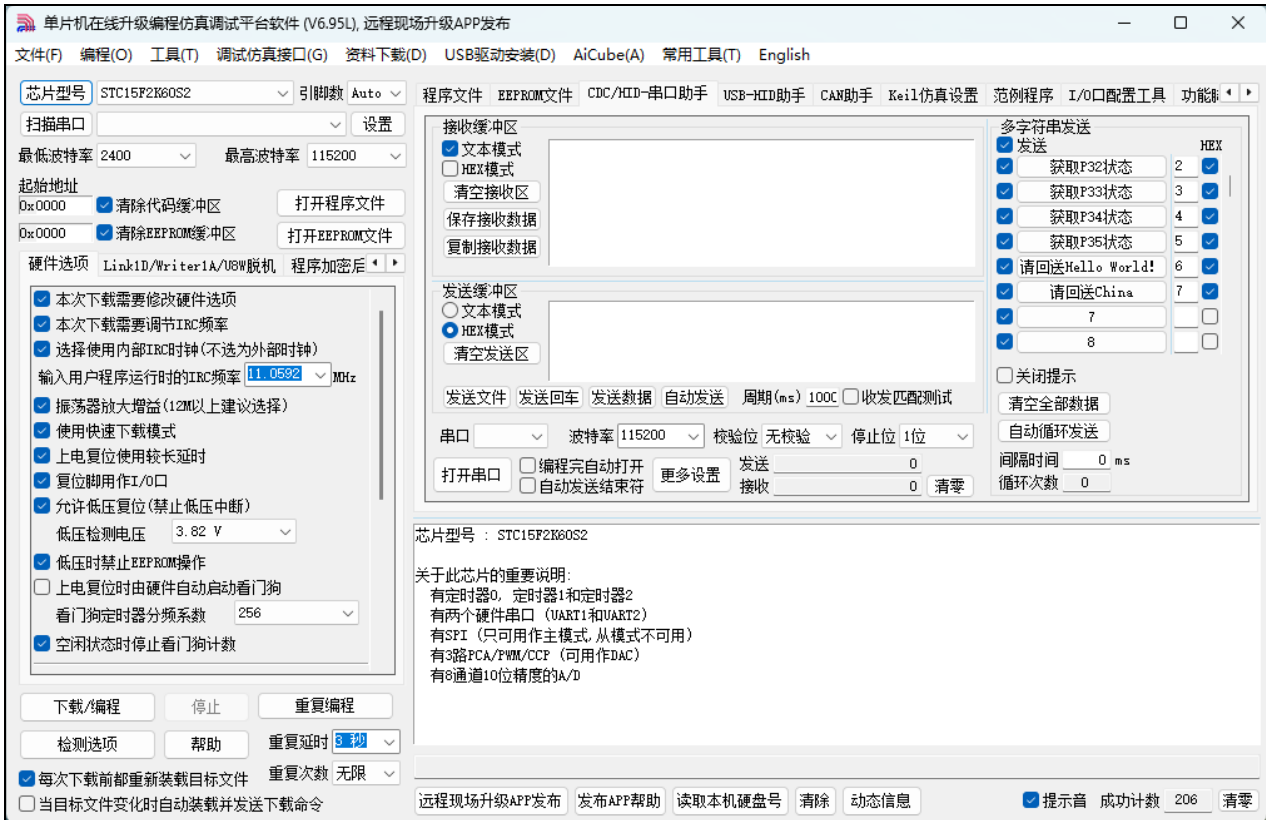 单片机在线升级编程仿真调试平台软件 (V6.95L), 远程现场升级APP发布
文件(F) 编程(O) 工具(T) 调试仿真接口(G) 资料下载(D) USB驱动安装(D) AiCube(A) 常用工具(T) English
芯片型号 STC15F2K60S2 引脚数 Auto
扫描串口 设置
最低波特率 2400 最高波特率 115200
起始地址
0x0000 清除代码缓冲区 打开程序文件
0x0000 清除EEPROM缓冲区 打开EEPROM文件
硬件选项 Link1D/Writer1A/U8W脱机 程序加密后
本次下载需要修改硬件选项
本次下载需要调节IRC频率
选择使用内部IRC时钟(不选为外部时钟)
输入用户程序运行时的IRC频率 11.0592 MHz
振荡器放大增益(12M以上建议选择)
使用快速下载模式
上电复位使用较长延时
复位脚用作I/O口
允许低压复位(禁止低压中断)
低压检测电压 3.82 V
低压时禁止EEPROM操作
上电复位时由硬件自动启动看门狗
看门狗定时器分频系数 256
空闲状态时停止看门狗计数
下载/编程 停止 重复编程
检测选项 帮助 重复延时 3 秒
每次下载前都重新装载目标文件 重复次数 无限
当目标文件变化时自动装载并发送下载命令
程序文件 EEPROM文件 CDC/HID-串口助手 USB-HID助手 CAN助手 Keil仿真设置 范例程序 I/O口配置工具
接收缓冲区
文本模式
HEX模式
清空接收区
保存接收数据
复制接收数据
发送缓冲区
文本模式
HEX模式
清空发送区
发送文件 发送回车 发送数据 自动发送 周期(ms) 收发匹配测试
串口 波特率 115200 校验位 无校验 停止位 1位
打开串口 编程完自动打开 更多设置 发送 0
自动发送结束符 接收 0 清零
多字符串发送
发送 HEX
获取P32状态 2
获取P33状态 3
获取P34状态 4
获取P35状态 5
请回送Hello World! 6
请回送China 7
7
8
关闭提示
清空全部数据
自动循环发送
间隔时间 0 ms
循环次数 0
芯片型号 : STC15F2K60S2
关于此芯片的重要说明:
有定时器0, 定时器1和定时器2
有两个硬件串口 (UART1和UART2)
有SPI (只可用作主模式,从模式不可用)
有3路PCA/PWM/CCP (可用作DAC)
有8通道10位精度的A/D
远程现场升级APP发布 发布APP帮助 读取本机硬盘号 清除 动态信息 提示音 成功计数 206 清零